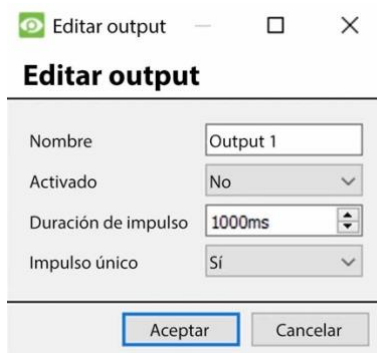 Editar output
Editar output
Nombre Output 1
Activado No
Duración de impulso 1000ms
Impulso único Sí
Aceptar Cancelar